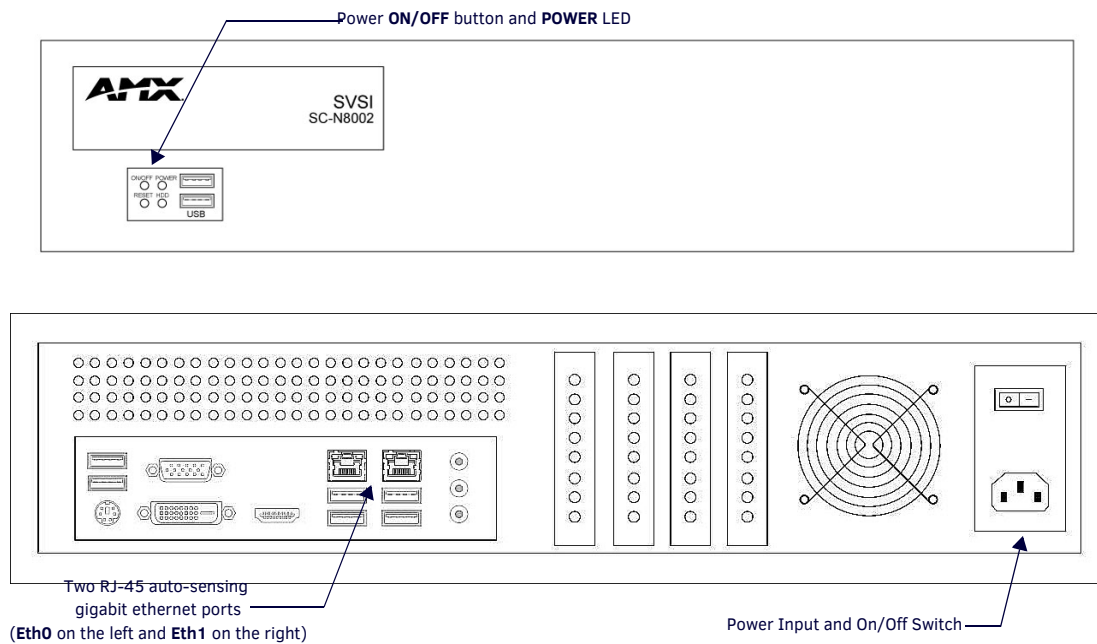 Power ON/OFF button and POWER LED
AMX
SVSI
SC-N8002
ON/OFF POWER
RESET HDD
USB
Two RJ-45 auto-sensing
gigabit ethernet ports
(Eth0 on the left and Eth1 on the right)
Power Input and On/Off Switch